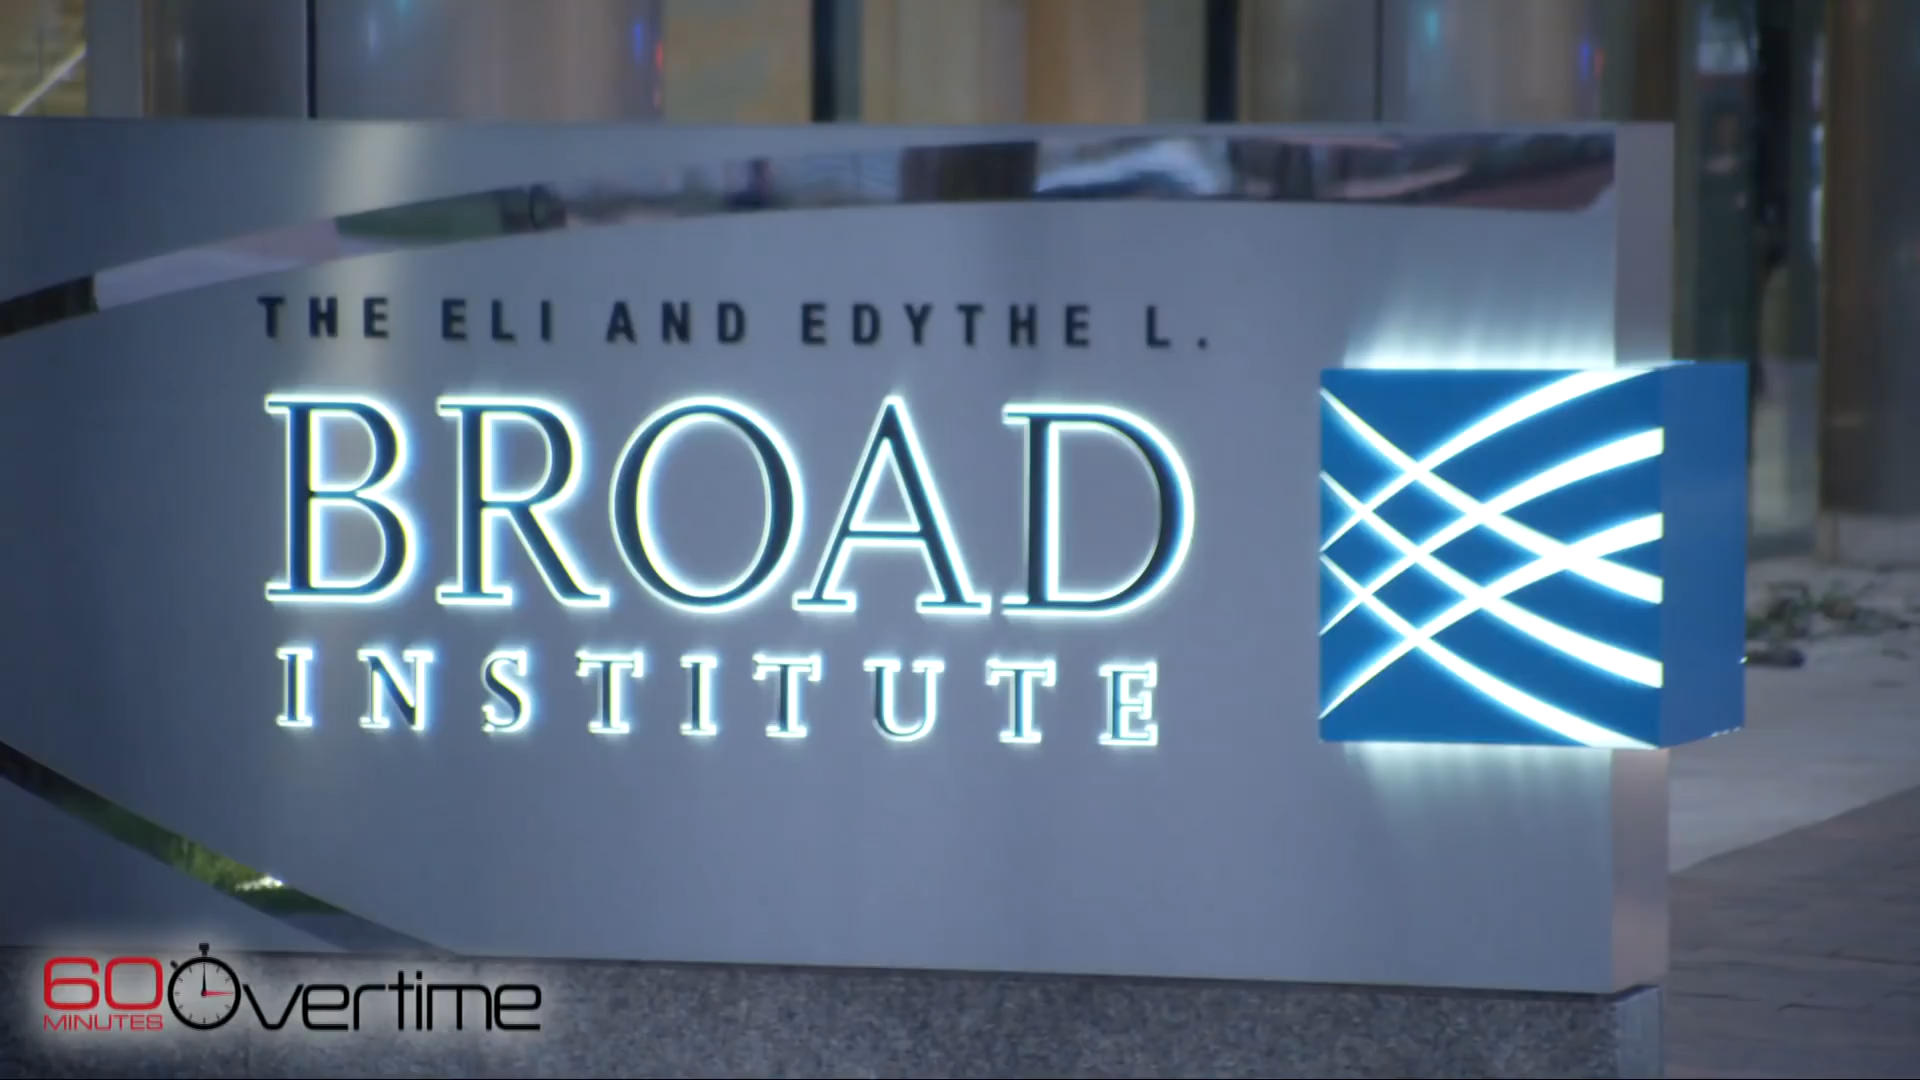 THE ELI AND EDYTHE L.
BROAD
INSTITUTE
60 Overtime
MINUTES